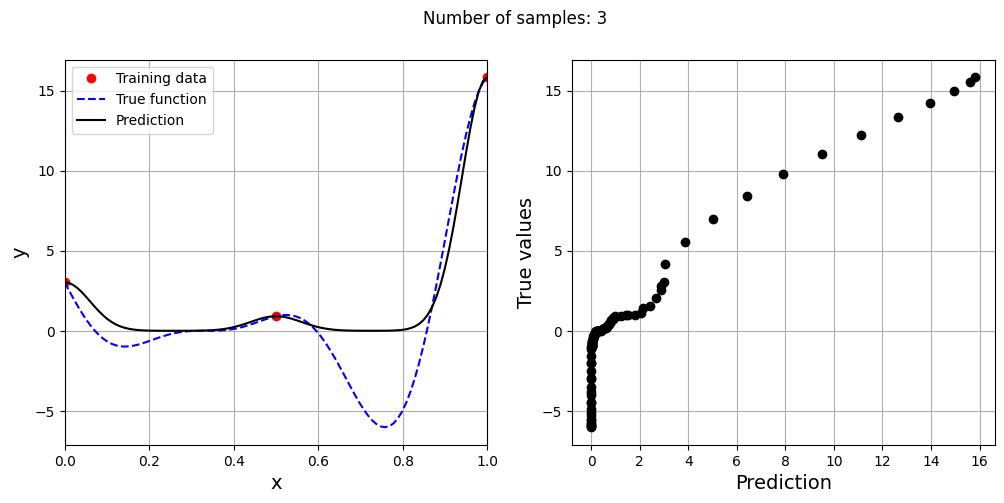 Number of samples: 3
Training data
True function
Prediction
15
10
5
0
−5
y
0.0 0.2 0.4 0.6 0.8 1.0
x
15
10
5
0
−5
True values
0 2 4 6 8 10 12 14 16
Prediction